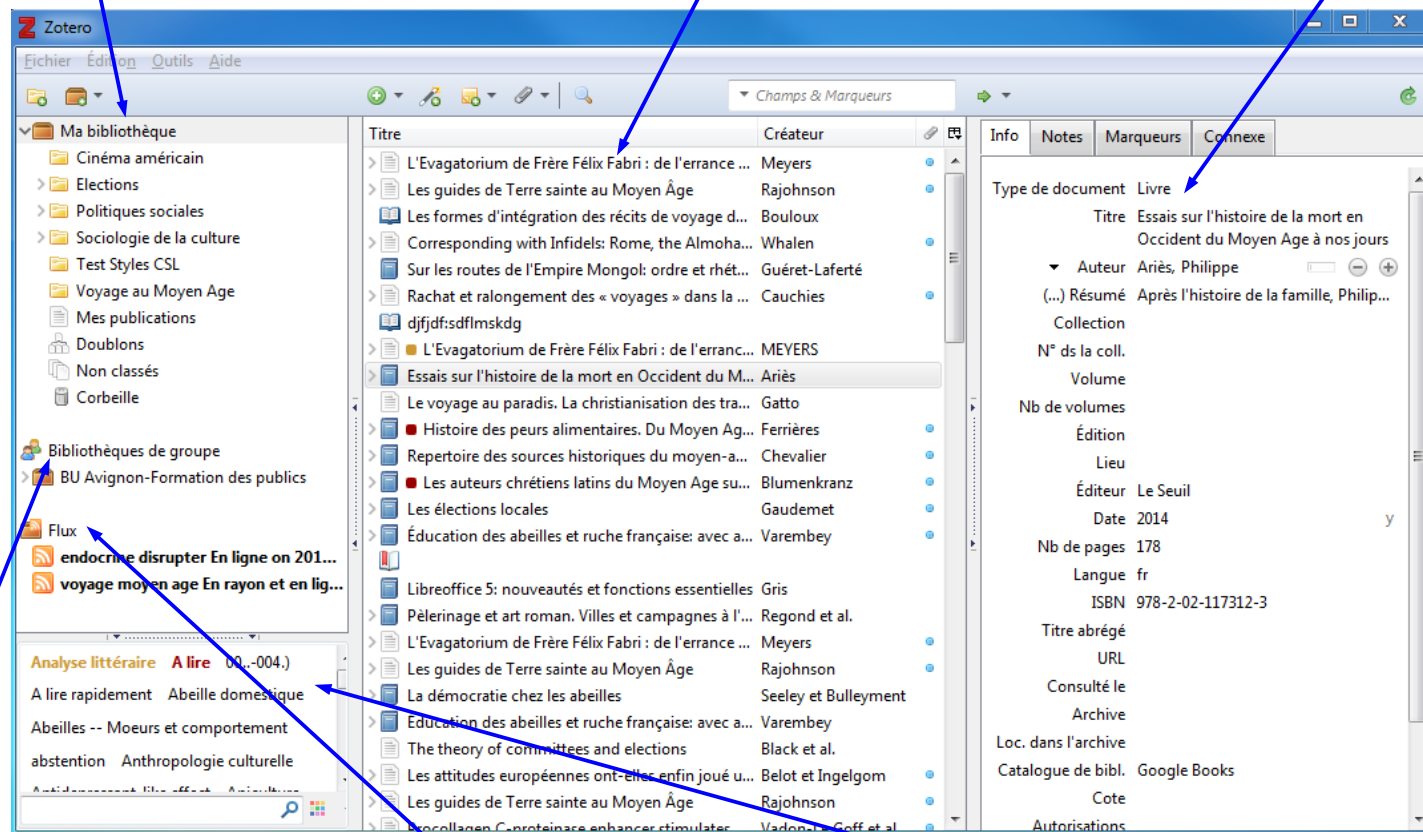 Zotero
Fichier Édition Outils Aide
Champs & Marqueurs
Ma bibliothèque
Cinéma américain
Elections
Politiques sociales
Sociologie de la culture
Test Styles CSL
Voyage au Moyen Age
Mes publications
Doublons
Non classés
Corbeille
Bibliothèques de groupe
BU Avignon-Formation des publics
Flux
endocrine disrupter En ligne on 201...
voyage moyen age En rayon et en lig...
Analyse littéraire A lire 00..-004.)
A lire rapidement Abeille domestique
Abeilles -- Moeurs et comportement
abstention Anthropologie culturelle
Titre Créateur
L'Evagatorium de Frère Félix Fabri : de l'errance ... Meyers
Les guides de Terre sainte au Moyen Âge Rajohnson
Les formes d'intégration des récits de voyage d... Bouloux
Corresponding with Infidels: Rome, the Almoha... Whalen
Sur les routes de l'Empire Mongol: ordre et rhét... Guéret-Laferté
Rachat et ralongement des « voyages » dans la ... Cauchies
djfjdf:sdflmskdg
L'Evagatorium de Frère Félix Fabri : de l'erranc... MEYERS
Essais sur l'histoire de la mort en Occident du M... Ariès
Le voyage au paradis. La christianisation des tra... Gatto
Histoire des peurs alimentaires. Du Moyen Ag... Ferrières
Repertoire des sources historiques du moyen-a... Chevalier
Les auteurs chrétiens latins du Moyen Age su... Blumenkranz
Les élections locales Gaudemet
Éducation des abeilles et ruche française: avec a... Varembey
Libreoffice 5: nouveautés et fonctions essentielles Gris
Pèlerinage et art roman. Villes et campagnes à l'... Regond et al.
L'Evagatorium de Frère Félix Fabri : de l'errance ... Meyers
Les guides de Terre sainte au Moyen Âge Rajohnson
La démocratie chez les abeilles Seeley et Bulleyment
Éducation des abeilles et ruche française: avec a... Varembey
The theory of committees and elections Black et al.
Les attitudes européennes ont-elles enfin joué u... Belot et Ingelgom
Les guides de Terre sainte au Moyen Âge Rajohnson
Procollagen C-proteinase enhancer stimulates Vadon-Le Goff et al.
Info Notes Marqueurs Connexe
Type de document Livre
Titre Essais sur l'histoire de la mort en
Occident du Moyen Age à nos jours
Auteur Ariès, Philippe
(...) Résumé Après l'histoire de la famille, Philip...
Collection
N° ds la coll.
Volume
Nb de volumes
Édition
Lieu
Éditeur Le Seuil
Date 2014 y
Nb de pages 178
Langue fr
ISBN 978-2-02-117312-3
Titre abrégé
URL
Consulté le
Archive
Loc. dans l'archive
Catalogue de bibl. Google Books
Cote
Autorisations